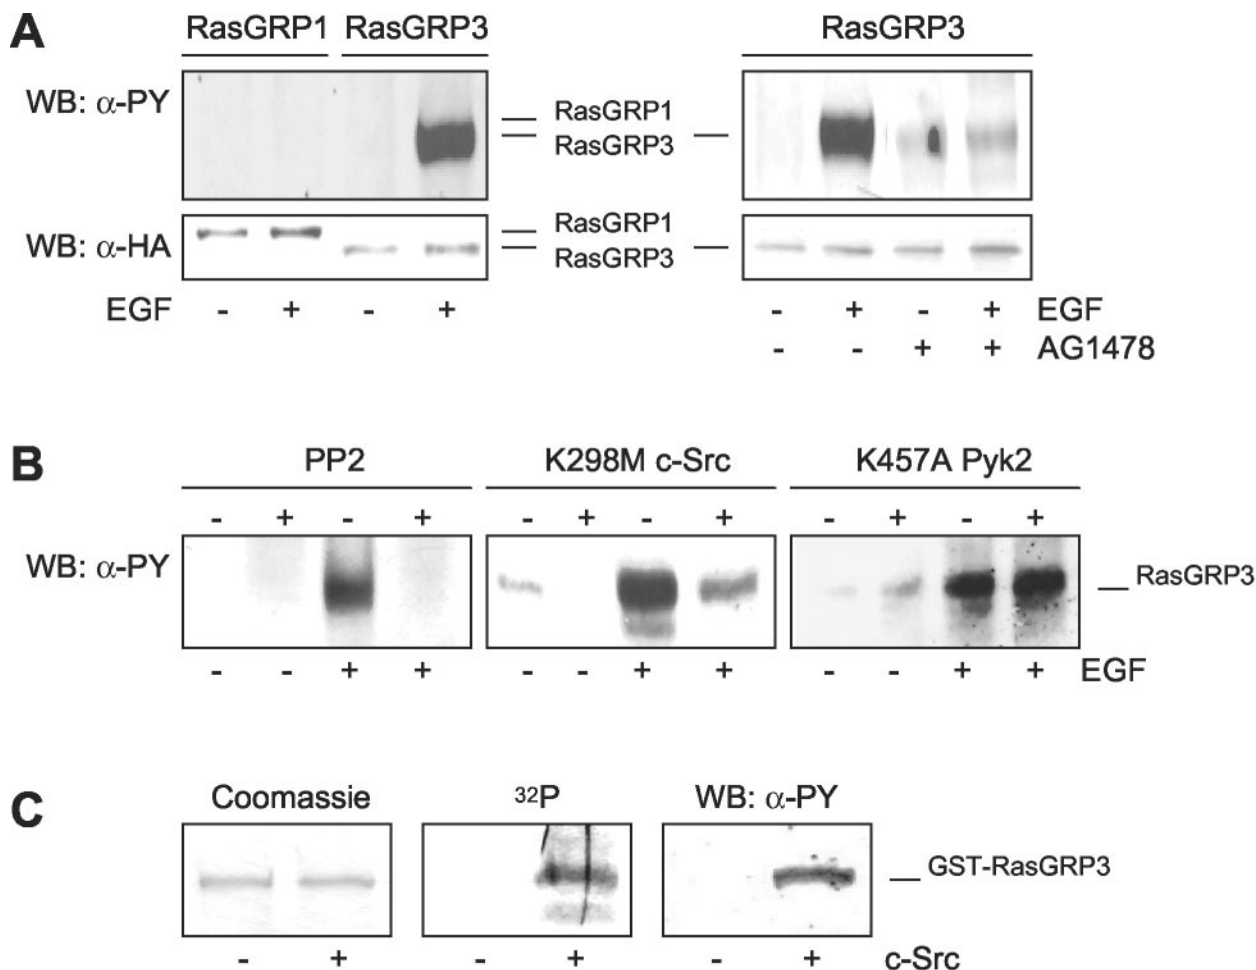 A
RasGRP1 RasGRP3 RasGRP3
WB: α-PY
RasGRP1
RasGRP3
WB: α-HA
RasGRP1
RasGRP3
EGF - + - + - + - + EGF
- - + + AG1478
B
PP2 K298M c-Src K457A Pyk2
- + - + - + - + - + - +
WB: α-PY RasGRP3
- - + + - - + + - - + + EGF
C
Coomassie ³²P WB: α-PY
GST-RasGRP3
- + - + - + c-Src